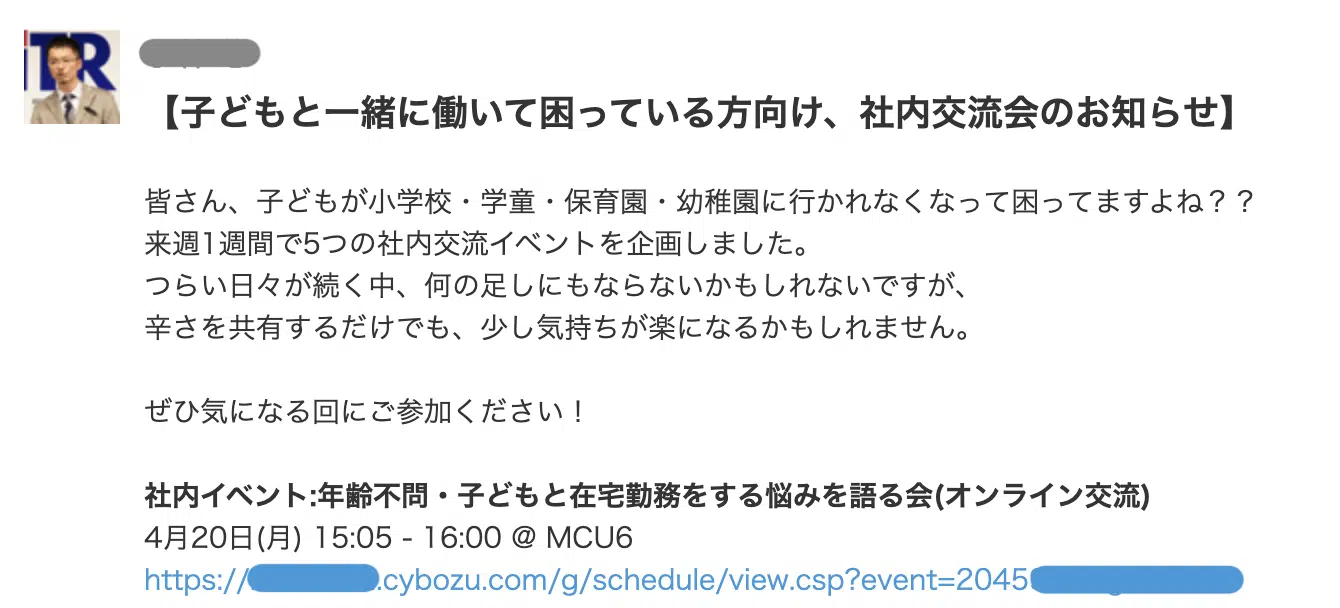 TR
【子どもと一緒に働いて困っている方向け、社内交流会のお知らせ】
皆さん、子どもが小学校・学童・保育園・幼稚園に行かれなくなって困ってますよね？？
来週1週間で5つの社内交流イベントを企画しました。
つらい日々が続く中、何の足しにもならないかもしれないですが、
辛さを共有するだけでも、少し気持ちが楽になるかもしれません。
ぜひ気になる回にご参加ください！
社内イベント:年齢不問・子どもと在宅勤務をする悩みを語る会(オンライン交流)
4月20日(月) 15:05 - 16:00 @ MCU6
https://.cybozu.com/g/schedule/view.csp?event=2045